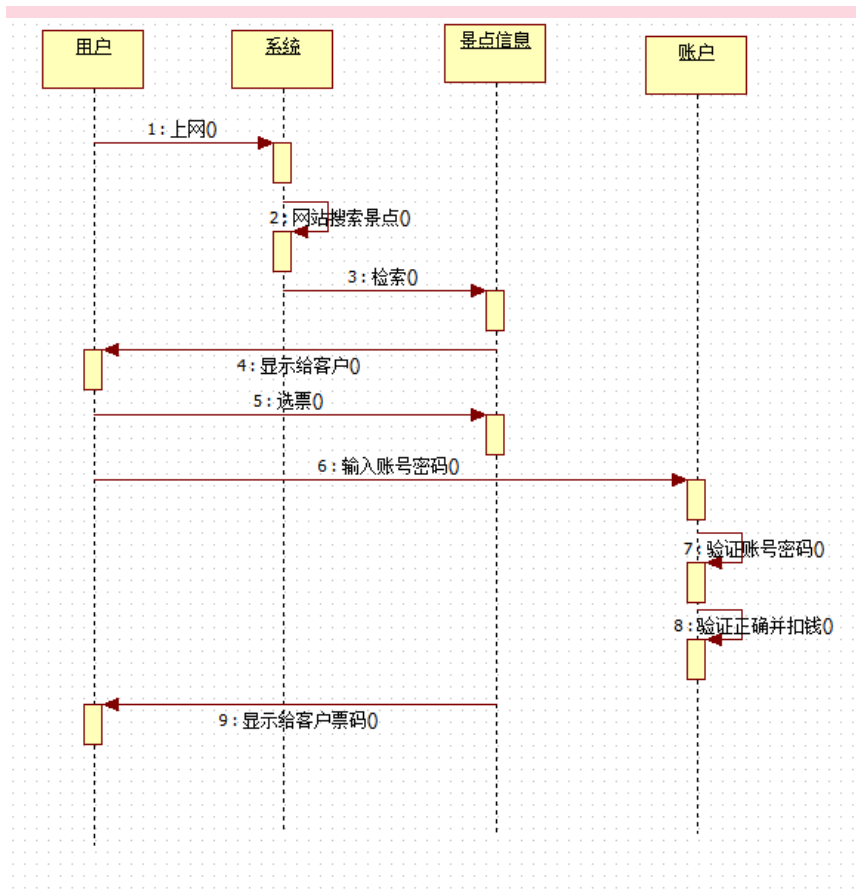 用户
系统
景点信息
账户
1:上网()
2:网站搜索景点()
3:检索()
4:显示给客户()
5:选票()
6:输入账号密码()
7:验证账号密码()
8:验证正确并扣钱()
9:显示给客户票码()